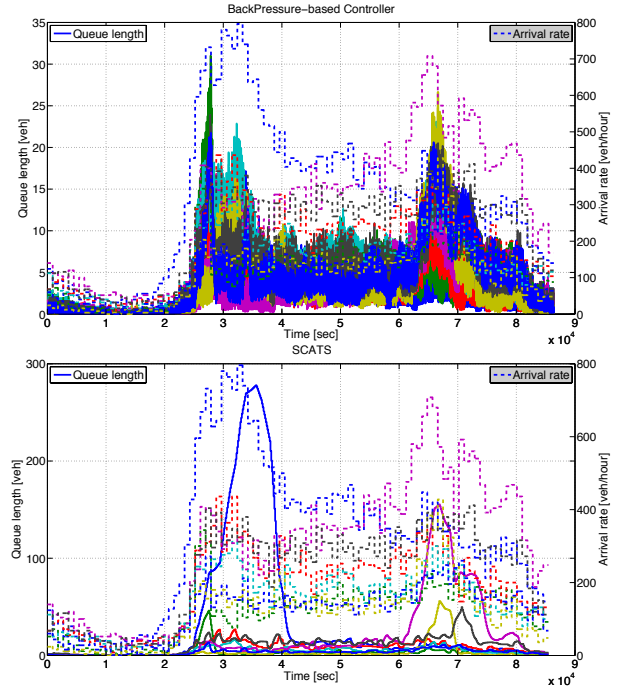 BackPressure-based Controller
Queue length
Arrival rate
Queue length [veh]
35
30
25
20
15
10
5
0
800
700
600
500
400
300
200
100
0
Arrival rate [veh/hour]
0 1 2 3 4 5 6 7 8 9
Time [sec]
x 10^4
SCATS
Queue length
Arrival rate
Queue length [veh]
300
200
100
0
800
600
400
200
0
Arrival rate [veh/hour]
0 1 2 3 4 5 6 7 8 9
Time [sec]
x 10^4